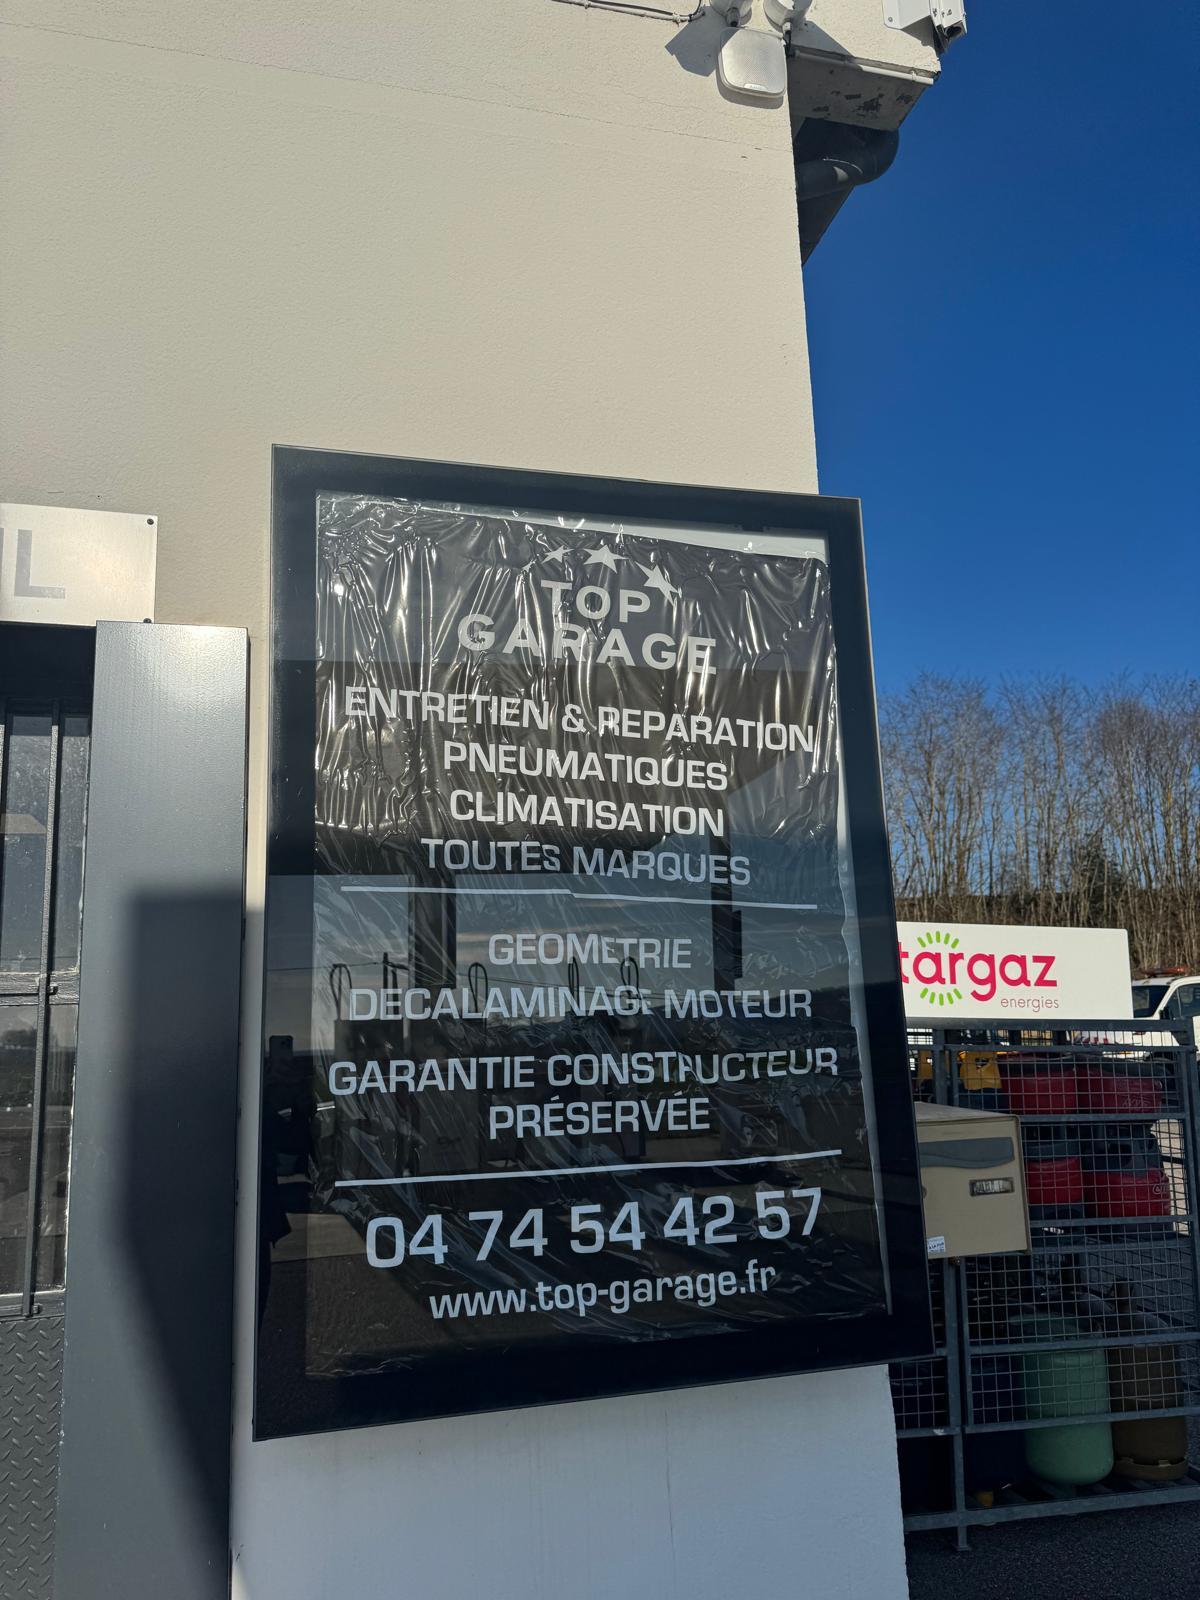 L
TOP
GARAGE
ENTRETIEN & REPARATION
PNEUMATIQUES
CLIMATISATION
TOUTES MARQUES
GEOMETRIE
DECALAMINAGE MOTEUR
GARANTIE CONSTRUCTEUR
PRÉSERVÉE
04 74 54 42 57
www.top-garage.fr
targaz
energies